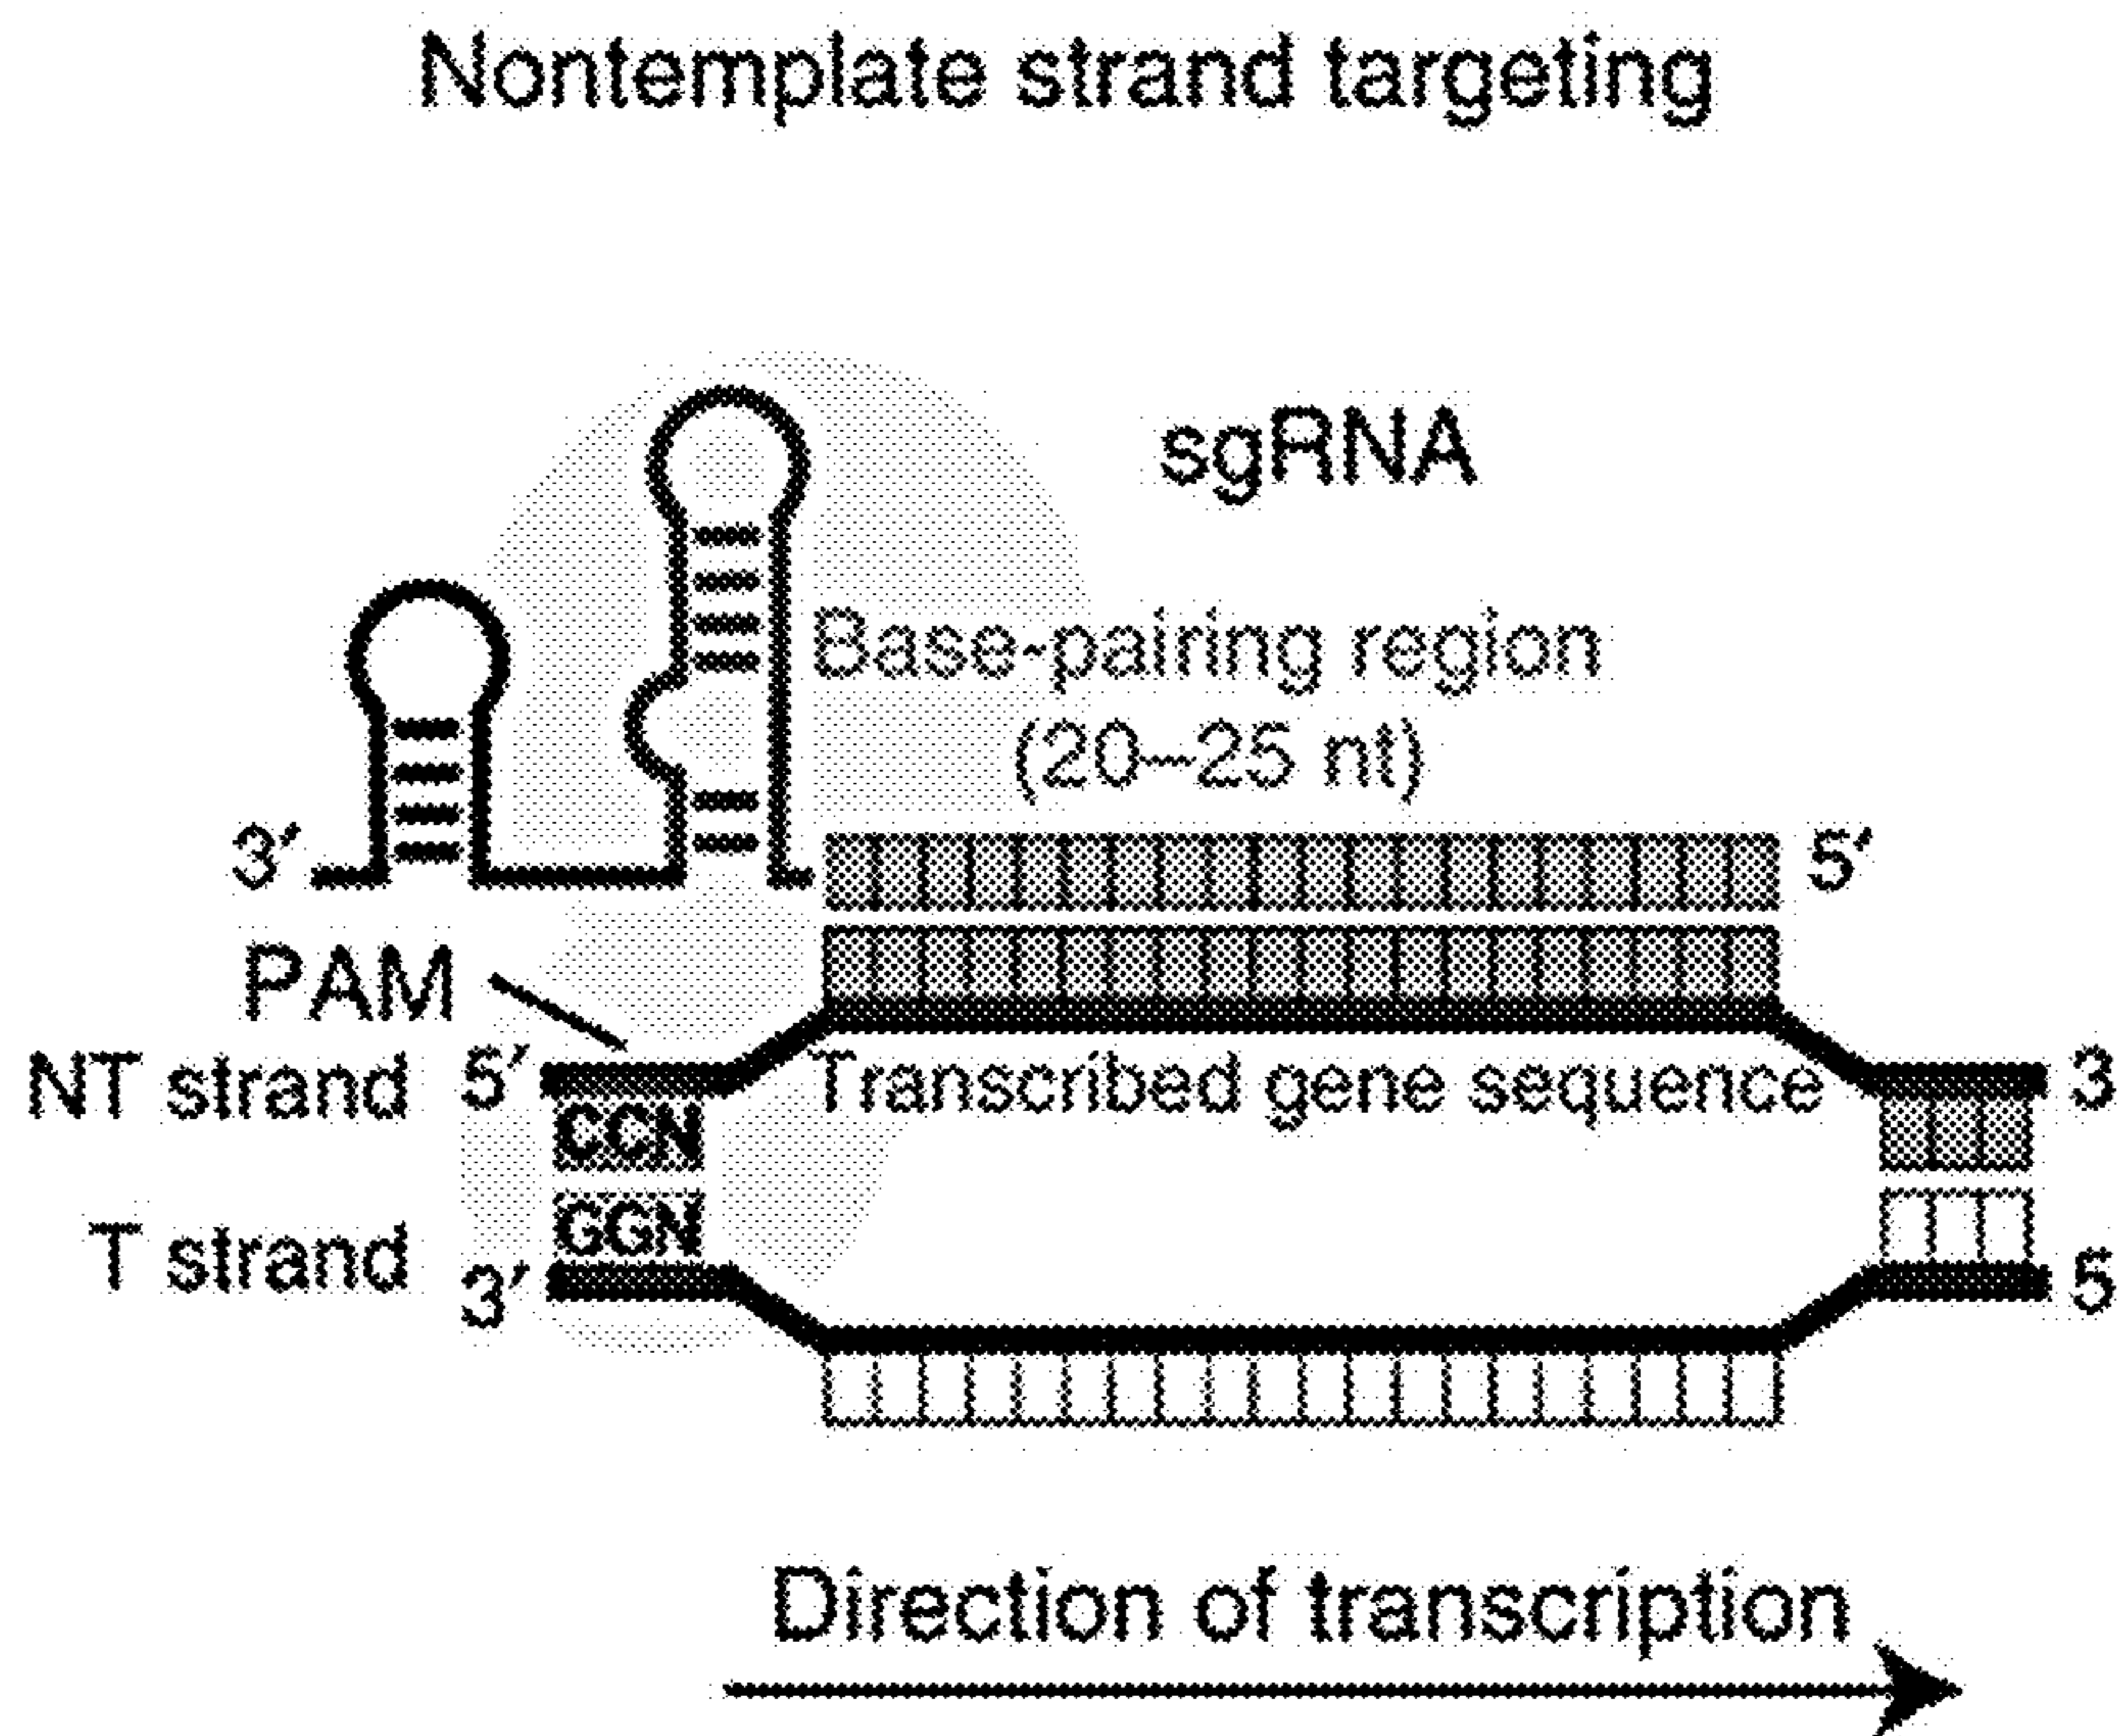 Nontemplate strand targeting
sgRNA
Base-pairing region
(20–25 nt)
3′
5′
PAM
NT strand 5′
Transcribed gene sequence
3
CCN
GGN
T strand
3′
5
Direction of transcription